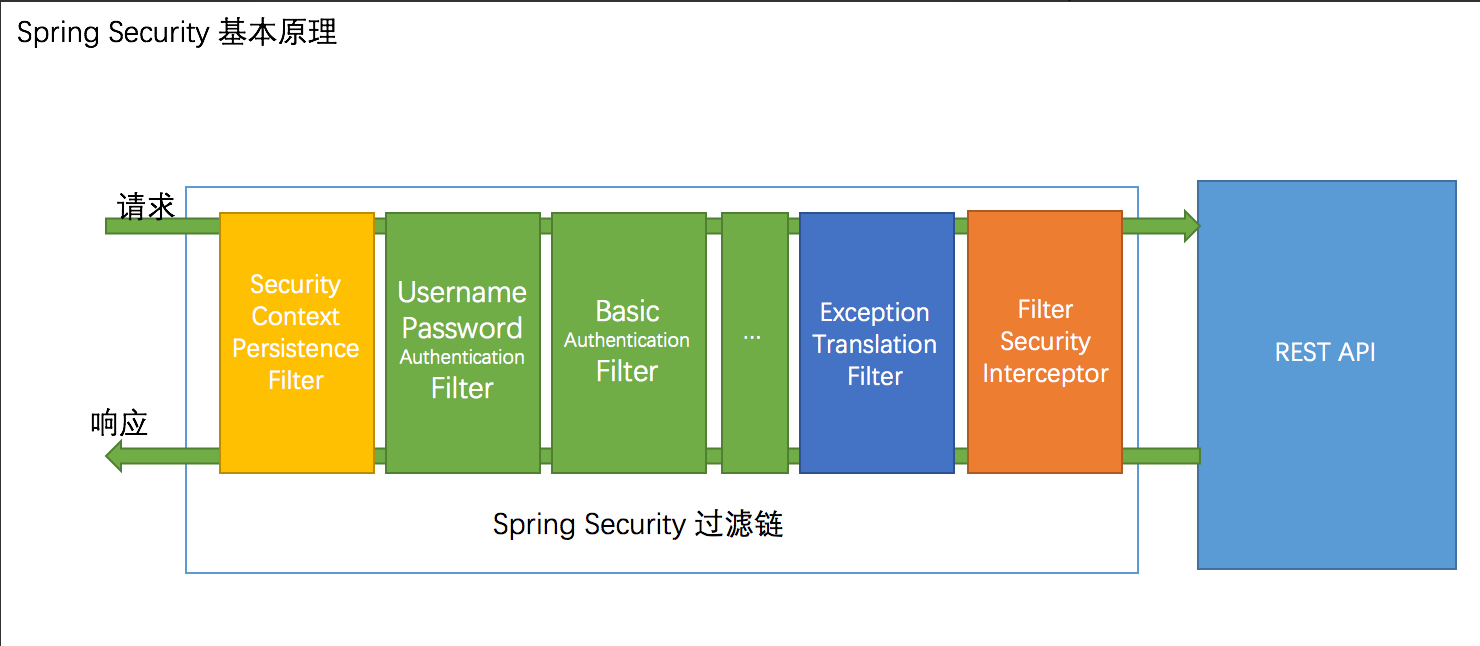 Spring Security 基本原理
请求
Security
Context
Persistence
Filter
Username
Password
Authentication
Filter
Basic
Authentication
Filter
...
Exception
Translation
Filter
Filter
Security
Interceptor
REST API
响应
Spring Security 过滤链